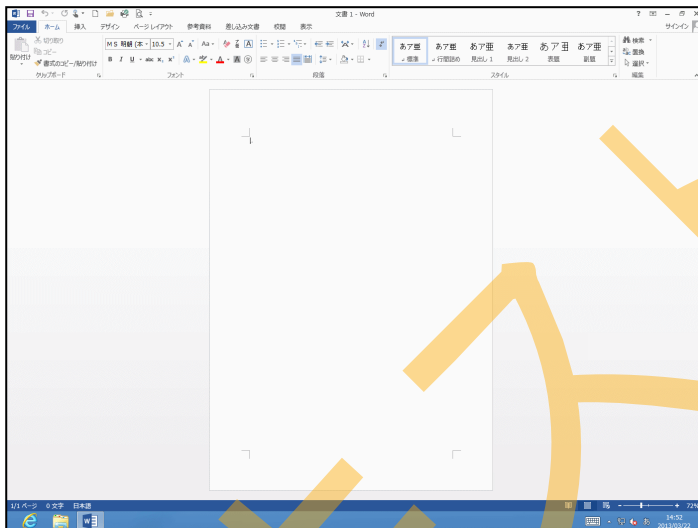 文書 1 - Word
ファイル ホーム 挿入 デザイン ページ レイアウト 参考資料 差し込み文書 校閲 表示 サインイン
貼り付け
切り取り
コピー
書式のコピー/貼り付け
クリップボード
MS 明朝 (本 10.5
フォント
段落
あア亜 あア亜 あア亜 あア亜 あア亜 あア亜
標準 行間詰め 見出し 1 見出し 2 表題 副題
スタイル
検索
置換
選択
編集
1/1 ページ 0 文字 日本語 73%
14:52
2013/03/22